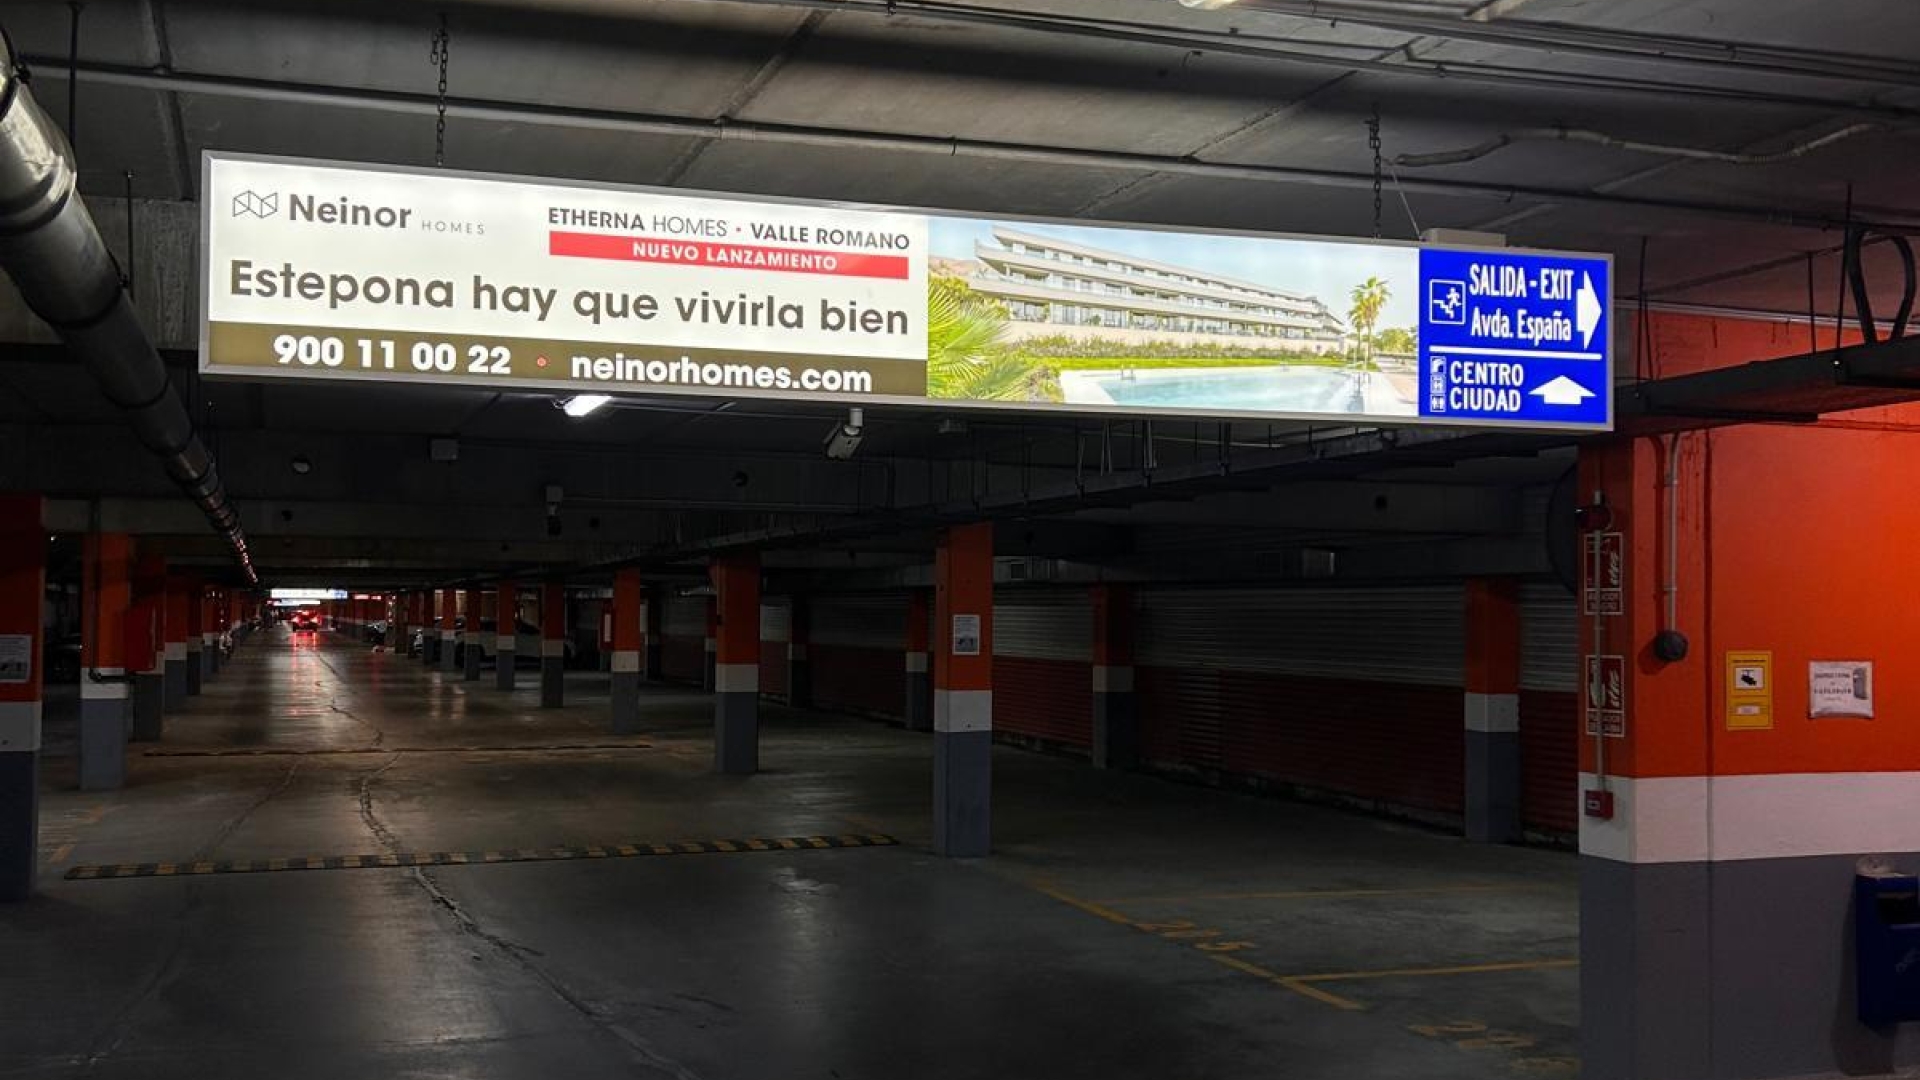 Neinor HOMES
ETHERNA HOMES · VALLE ROMANO
NUEVO LANZAMIENTO
Estepona hay que vivirla bien
900 11 00 22 • neinorhomes.com
SALIDA - EXIT
Avda. España
CENTRO
CIUDAD
205